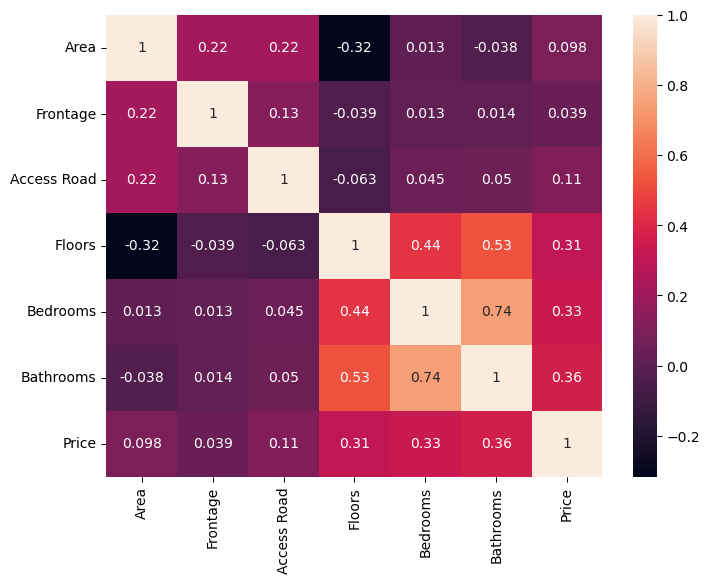 Area 1 0.22 0.22 -0.32 0.013 -0.038 0.098
Frontage 0.22 1 0.13 -0.039 0.013 0.014 0.039
Access Road 0.22 0.13 1 -0.063 0.045 0.05 0.11
Floors -0.32 -0.039 -0.063 1 0.44 0.53 0.31
Bedrooms 0.013 0.013 0.045 0.44 1 0.74 0.33
Bathrooms -0.038 0.014 0.05 0.53 0.74 1 0.36
Price 0.098 0.039 0.11 0.31 0.33 0.36 1
Area Frontage Access Road Floors Bedrooms Bathrooms Price
1.0
0.8
0.6
0.4
0.2
0.0
−0.2